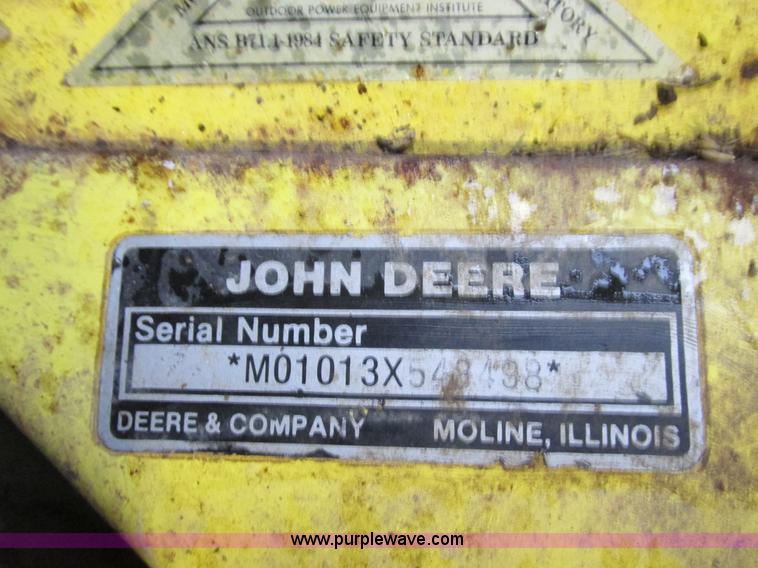 OUTDOOR POWER EQUIPMENT INSTITUTE
ANS B71.1-1984 SAFETY STANDARD
JOHN DEERE
Serial Number
*M01013X548498*
DEERE & COMPANY MOLINE, ILLINOIS
www.purplewave.com